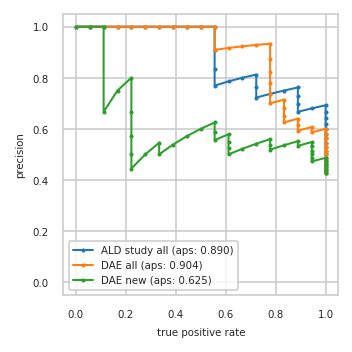 1.0
0.8
0.6
0.4
0.2
0.0
precision
ALD study all (aps: 0.890)
DAE all (aps: 0.904)
DAE new (aps: 0.625)
0.0 0.2 0.4 0.6 0.8 1.0
true positive rate